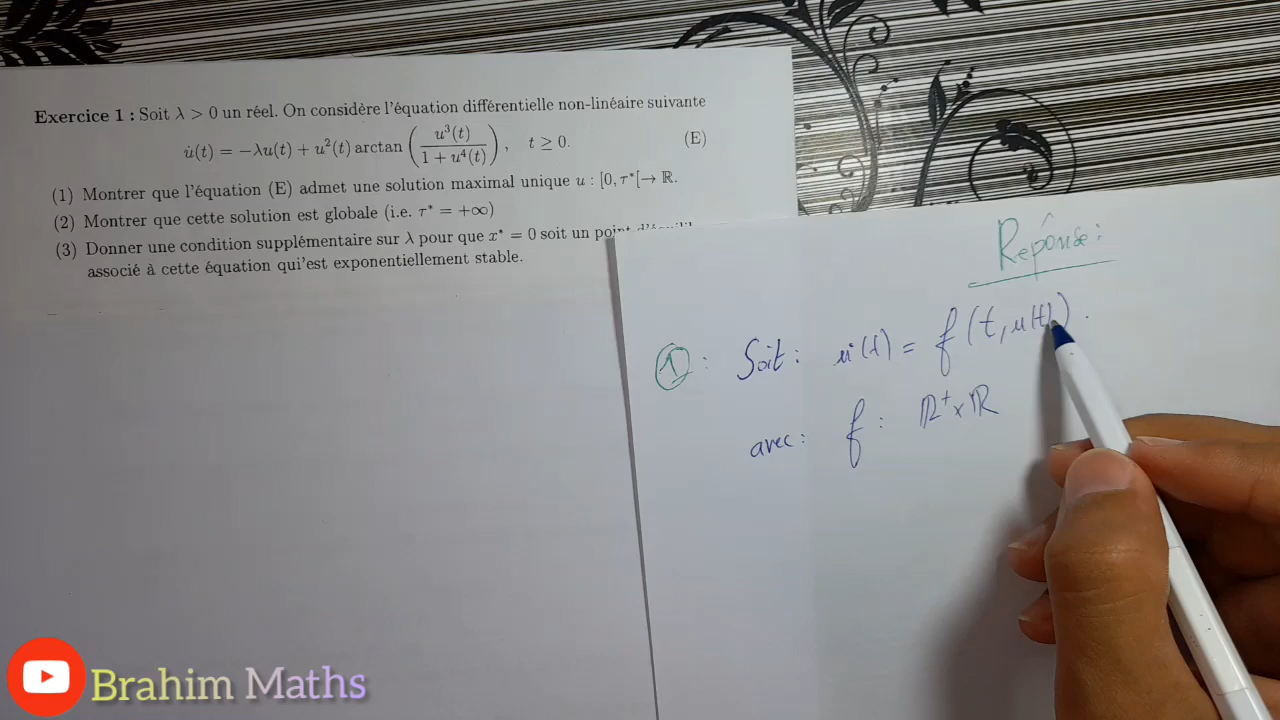 Exercice 1 : Soit λ > 0 un réel. On considère l'équation différentielle non-linéaire suivante
u̇(t) = −λu(t) + u²(t) arctan ( u³(t) / 1 + u⁴(t) ) , t ≥ 0. (E)
(1) Montrer que l'équation (E) admet une solution maximal unique u : [0, τ*[→ ℝ.
(2) Montrer que cette solution est globale (i.e. τ* = +∞)
(3) Donner une condition supplémentaire sur λ pour que x* = 0 soit un point
associé à cette équation qui'est exponentiellement stable.
Repônse :
1 : Soit : u̇(t) = f(t, u(t)) .
avec : f : ℝ⁺ × ℝ
Brahim Maths